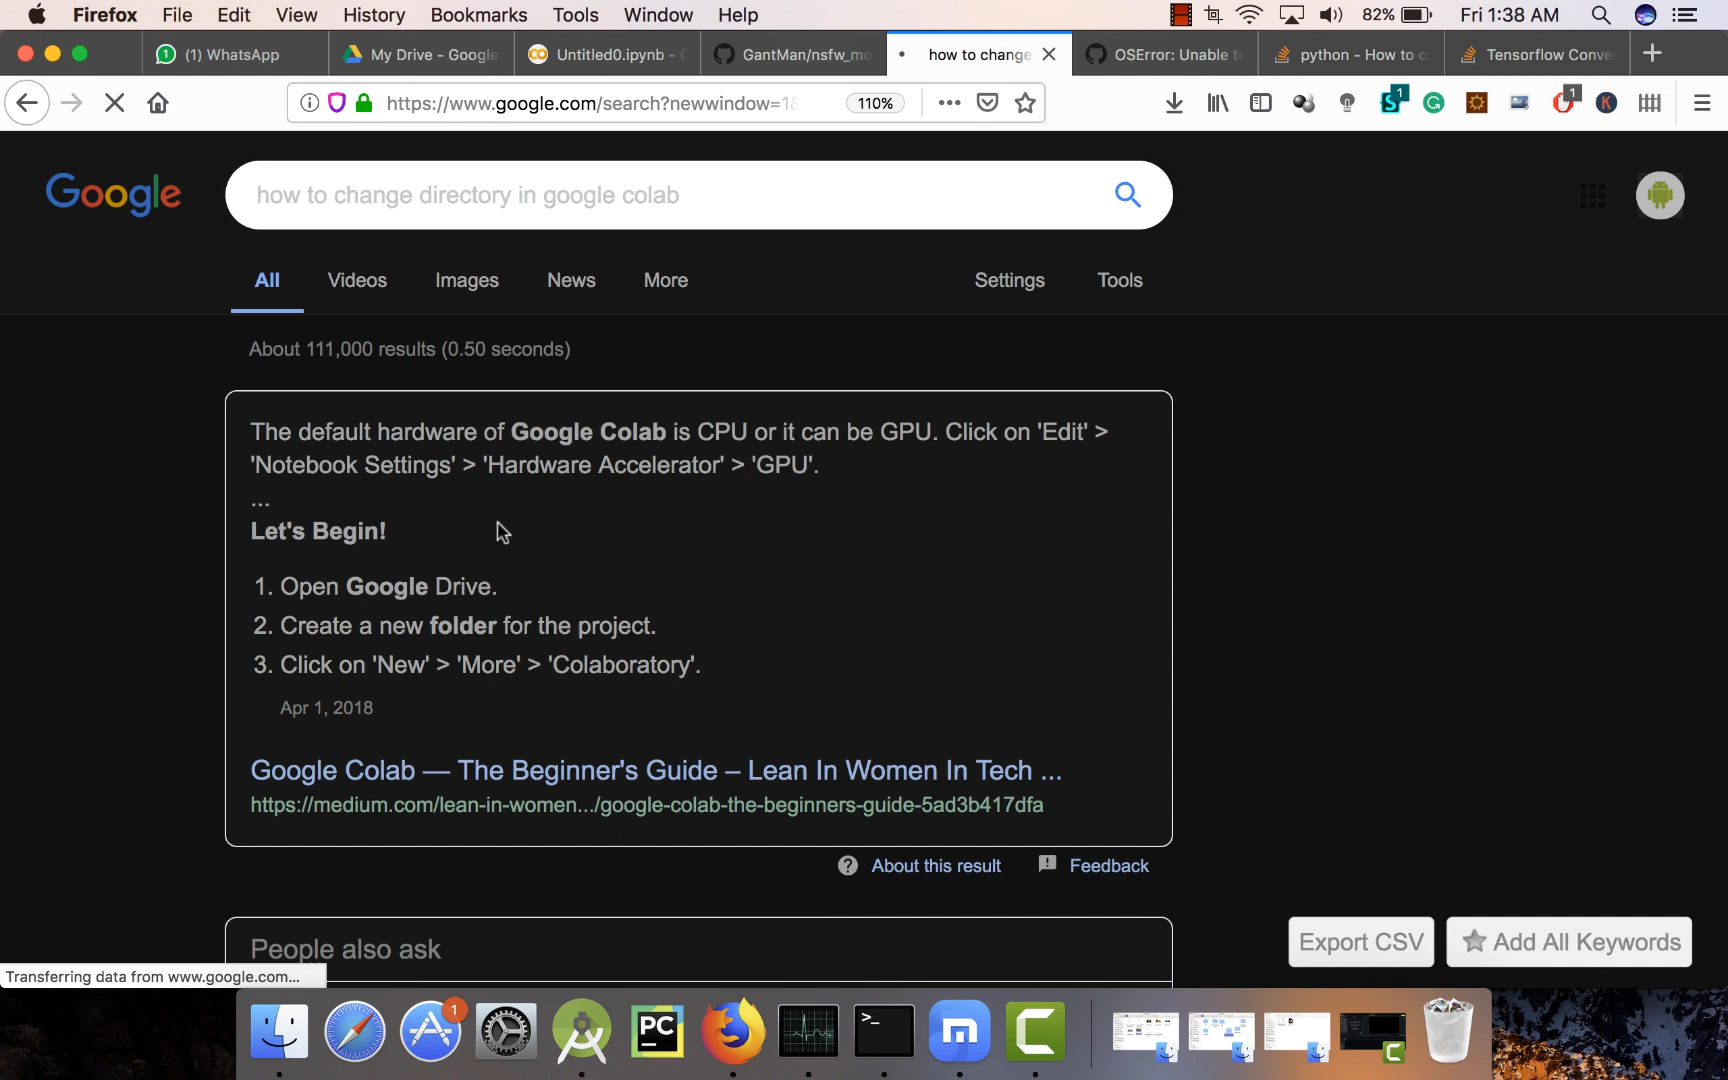 Firefox File Edit View History Bookmarks Tools Window Help 82% Fri 1:38 AM
(1) WhatsApp My Drive - Google Untitled0.ipynb - GantMan/nsfw_mo how to change OSError: Unable to python - How to c Tensorflow Conve
https://www.google.com/search?newwindow=1& 110% 1 1
Google how to change directory in google colab
All Videos Images News More Settings Tools
About 111,000 results (0.50 seconds)
The default hardware of Google Colab is CPU or it can be GPU. Click on 'Edit' >
'Notebook Settings' > 'Hardware Accelerator' > 'GPU'.
...
Let's Begin!
1. Open Google Drive.
2. Create a new folder for the project.
3. Click on 'New' > 'More' > 'Colaboratory'.
Apr 1, 2018
Google Colab — The Beginner's Guide – Lean In Women In Tech ...
https://medium.com/lean-in-women.../google-colab-the-beginners-guide-5ad3b417dfa
About this result Feedback
People also ask
Export CSV Add All Keywords
Transferring data from www.google.com...
1
PC